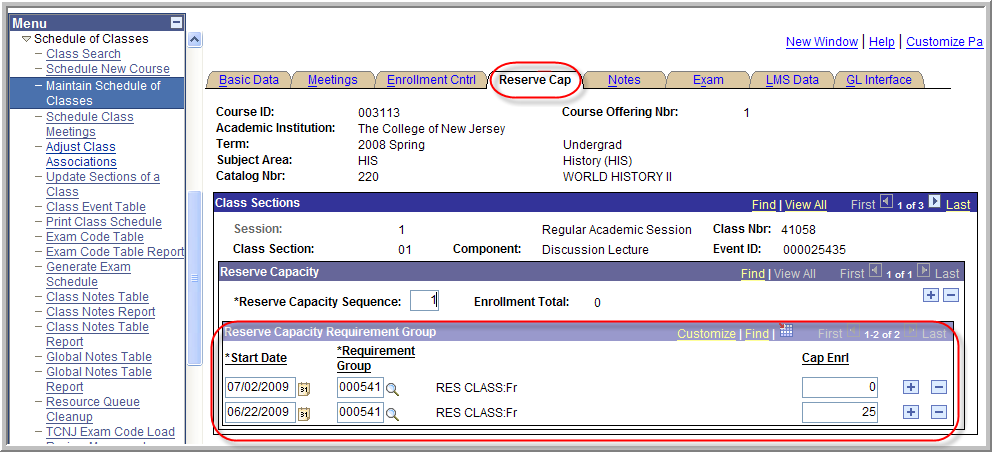 Menu
Schedule of Classes
Class Search
Schedule New Course
Maintain Schedule of
Classes
Schedule Class
Meetings
Adjust Class
Associations
Update Sections of a
Class
Class Event Table
Print Class Schedule
Exam Code Table
Exam Code Table Report
Generate Exam
Schedule
Class Notes Table
Class Notes Report
Class Notes Table
Report
Global Notes Table
Global Notes Table
Report
Resource Queue
Cleanup
TCNJ Exam Code Load
New Window | Help | Customize Pa
Basic Data Meetings Enrollment Cntrl Reserve Cap Notes Exam LMS Data GL Interface
Course ID: 003113 Course Offering Nbr: 1
Academic Institution: The College of New Jersey
Term: 2008 Spring Undergrad
Subject Area: HIS History (HIS)
Catalog Nbr: 220 WORLD HISTORY II
Class Sections Find | View All First 1 of 3 Last
Session: 1 Regular Academic Session Class Nbr: 41058
Class Section: 01 Component: Discussion Lecture Event ID: 000025435
Reserve Capacity Find | View All First 1 of 1 Last
*Reserve Capacity Sequence: 1 Enrollment Total: 0
Reserve Capacity Requirement Group Customize | Find | First 1-2 of 2 Last
*Start Date *Requirement Group Cap Enrl
07/02/2009 000541 RES CLASS:Fr 0
06/22/2009 000541 RES CLASS:Fr 25